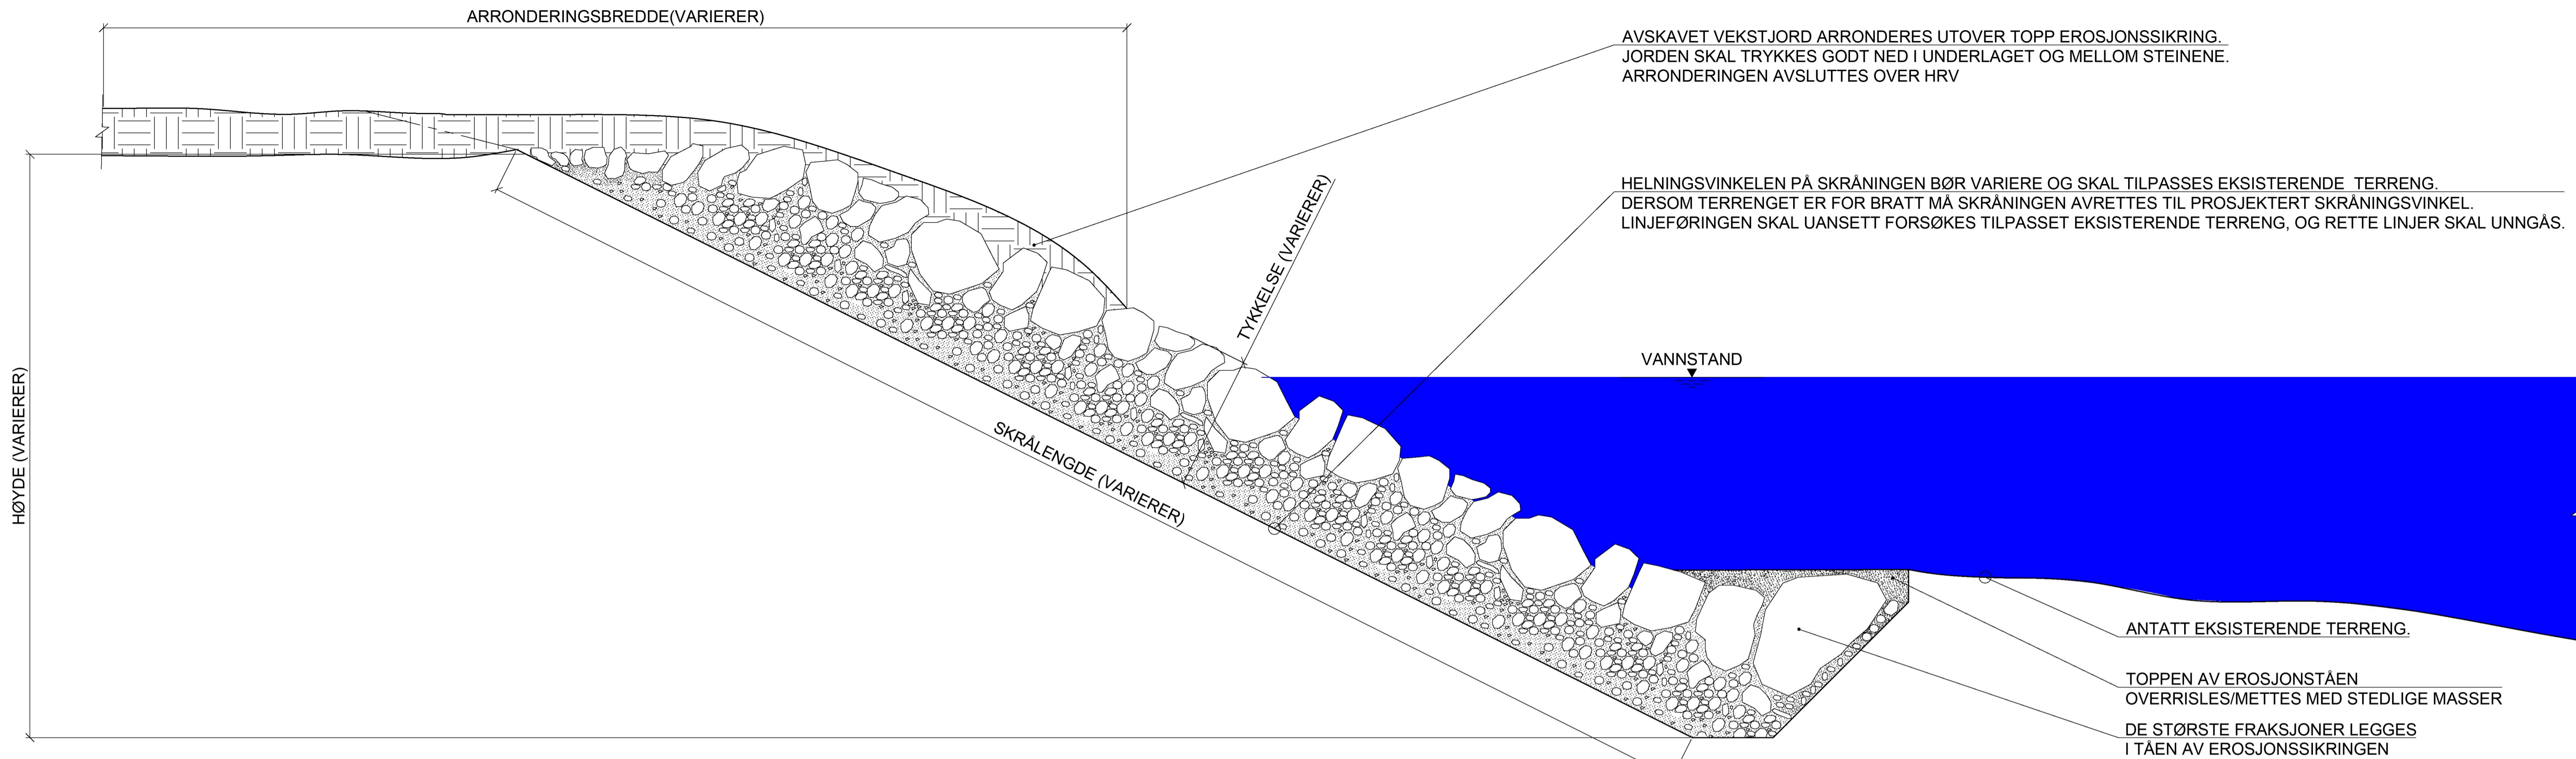 ARRONDERINGSBREDDE(VARIERER)
AVSKAVET VEKSTJORD ARRONDERES UTOVER TOPP EROSJONSSIKRING.
JORDEN SKAL TRYKKES GODT NED I UNDERLAGET OG MELLOM STEINENE.
ARRONDERINGEN AVSLUTTES OVER HRV
HELNINGSVINKELEN PÅ SKRÅNINGEN BØR VARIERE OG SKAL TILPASSES EKSISTERENDE TERRENG.
DERSOM TERRENGET ER FOR BRATT MÅ SKRÅNINGEN AVRETTES TIL PROSJEKTERT SKRÅNINGSVINKEL.
LINJEFØRINGEN SKAL UANSETT FORSØKES TILPASSET EKSISTERENDE TERRENG, OG RETTE LINJER SKAL UNNGÅS.
TYKKELSE (VARIERER)
VANNSTAND
HØYDE (VARIERER)
SKRÅLENGDE (VARIERER)
ANTATT EKSISTERENDE TERRENG.
TOPPEN AV EROSJONSTÅEN
OVERRISLES/METTES MED STEDLIGE MASSER
DE STØRSTE FRAKSJONER LEGGES
I TÅEN AV EROSJONSSIKRINGEN